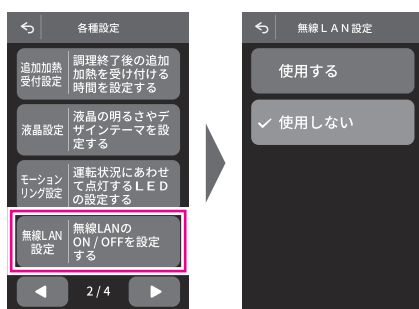 各種設定
追加加熱
受付設定
調理終了後の追加
加熱を受け付ける
時間を設定する
液晶設定
液晶の明るさやデ
ザインテーマを設
定する
モーション
リング設定
運転状況にあわせ
て点灯するLED
の設定する
無線LAN
設定
無線LANの
ON / OFFを設定
する
2/4
無線LAN設定
使用する
使用しない